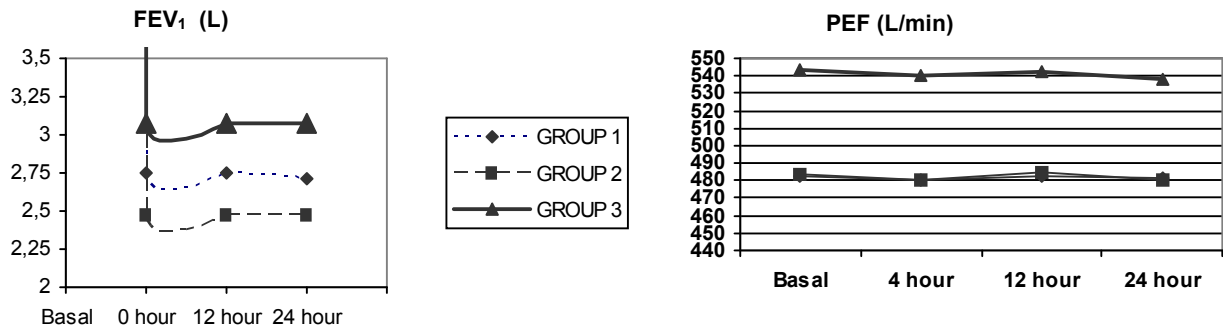 FEV₁ (L)
3,5
3,25
3
2,75
2,5
2,25
2
Basal 0 hour 12 hour 24 hour
GROUP 1
GROUP 2
GROUP 3
PEF (L/min)
550
540
530
520
510
500
490
480
470
460
450
440
Basal 4 hour 12 hour 24 hour